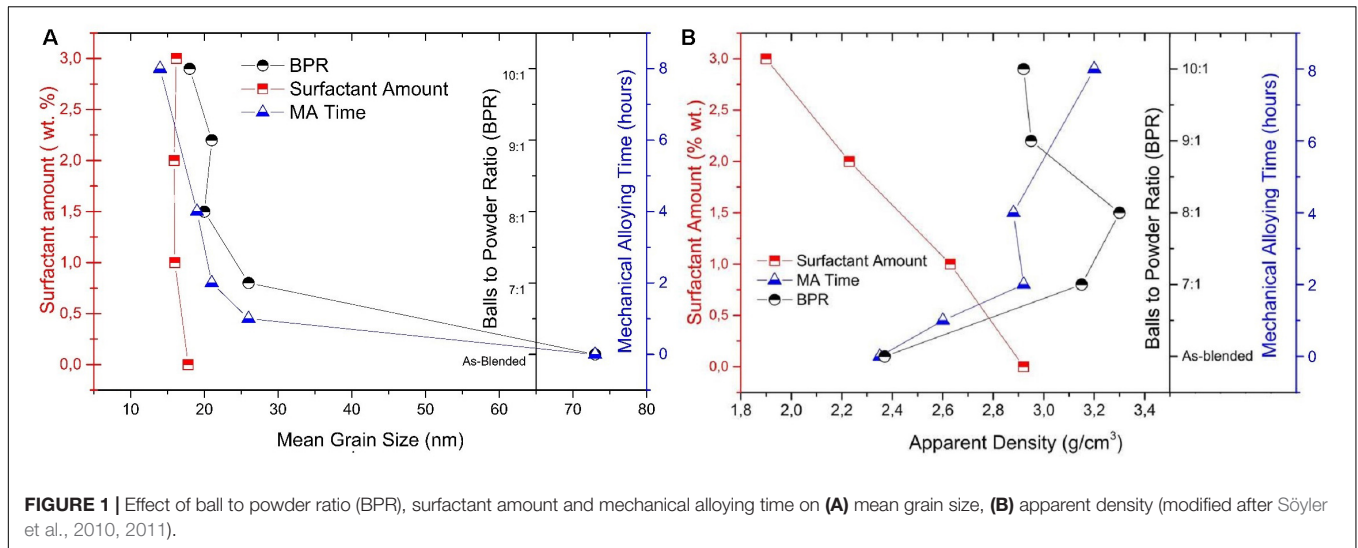 A
Surfactant amount ( wt. %)
3,0
2,5
2,0
1,5
1,0
0,5
0,0
BPR
Surfactant Amount
MA Time
Balls to Powder Ratio (BPR)
10:1
9:1
8:1
7:1
As-Blended
Mechanical Alloying Time (hours)
8
6
4
2
0
10 20 30 40 50 60 70 80
Mean Grain Size (nm)
B
Surfactant Amount (% wt.)
3,0
2,5
2,0
1,5
1,0
0,5
0,0
Surfactant Amount
MA Time
BPR
Balls to Powder Ratio (BPR)
10:1
9:1
8:1
7:1
As-blended
Mechanical Alloying Time (hours)
8
6
4
2
0
1,8 2,0 2,2 2,4 2,6 2,8 3,0 3,2 3,4
Apparent Density (g/cm³)
FIGURE 1 | Effect of ball to powder ratio (BPR), surfactant amount and mechanical alloying time on (A) mean grain size, (B) apparent density (modified after Söyler
et al., 2010, 2011).